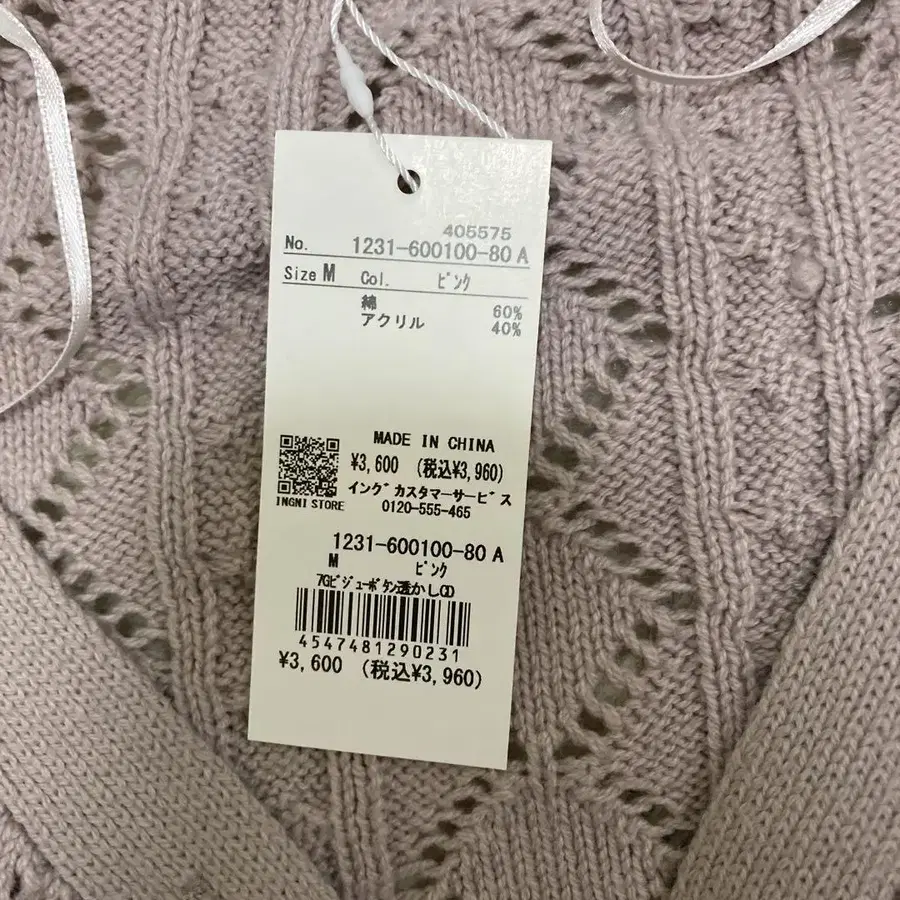 405575
No. 1231-600100-80 A
Size M Col. ピンク
綿 60%
アクリル 40%
MADE IN CHINA
¥3,600 (税込¥3,960)
イング カスタマーサービス
0120-555-465
INGNI STORE
1231-600100-80 A
M ピンク
7Gビジューボタン透かし
4547481290231
¥3,600 (税込¥3,960)